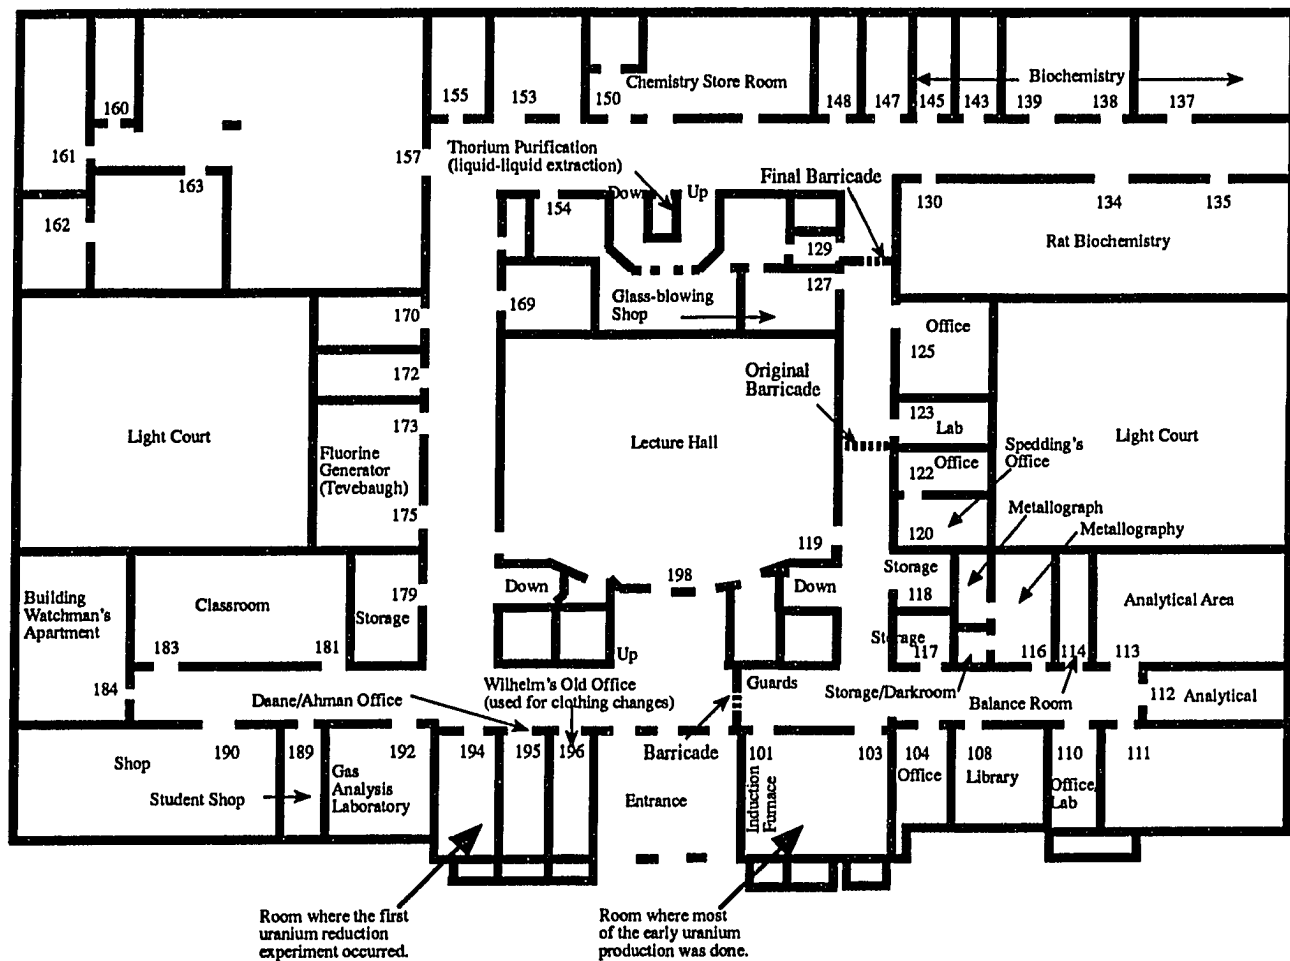 155
153
150
Chemistry Store Room
148
147
145
143
Biochemistry
139
138
137
160
161
163
157
162
Thorium Purification
(liquid-liquid extraction)
Down
Up
154
Final Barricade
130
134
135
129
127
Rat Biochemistry
169
Glass-blowing
Shop
170
172
173
Office
125
Original
Barricade
123
Lab
Light Court
Lecture Hall
Light Court
Fluorine
Generator
(Tevebaugh)
175
Office
122
Spedding's
Office
120
Metallograph
Metallography
119
Building
Watchman's
Apartment
Classroom
179
Storage
183
181
184
Down
198
Down
Up
Storage
118
Storage
117
116
114
113
Analytical Area
Guards
Storage/Darkroom
Balance Room
112
Analytical
Daane/Ahman Office
Wilhelm's Old Office
(used for clothing changes)
Barricade
190
189
192
194
195
196
101
103
104
108
110
111
Shop
Student Shop
Gas
Analysis
Laboratory
Entrance
Induction
Furnace
Office
Library
Office/
Lab
Room where the first
uranium reduction
experiment occurred.
Room where most
of the early uranium
production was done.